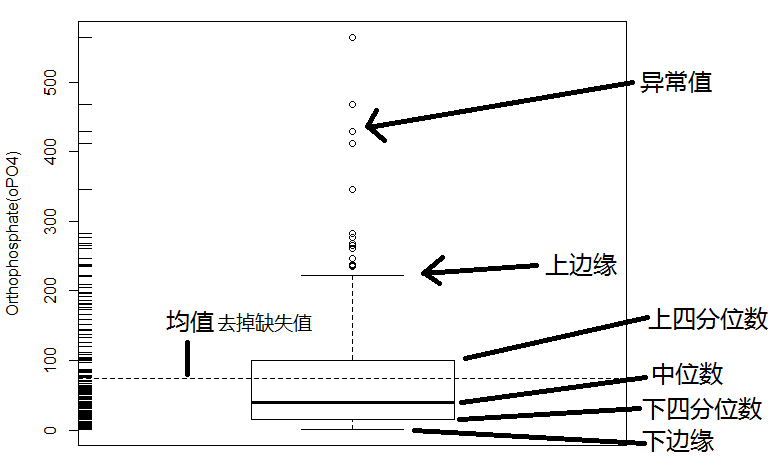 异常值
500
400
300
上边缘
200
均值 去掉缺失值
上四分位数
100
中位数
下四分位数
0
下边缘
Orthophosphate(oPO4)